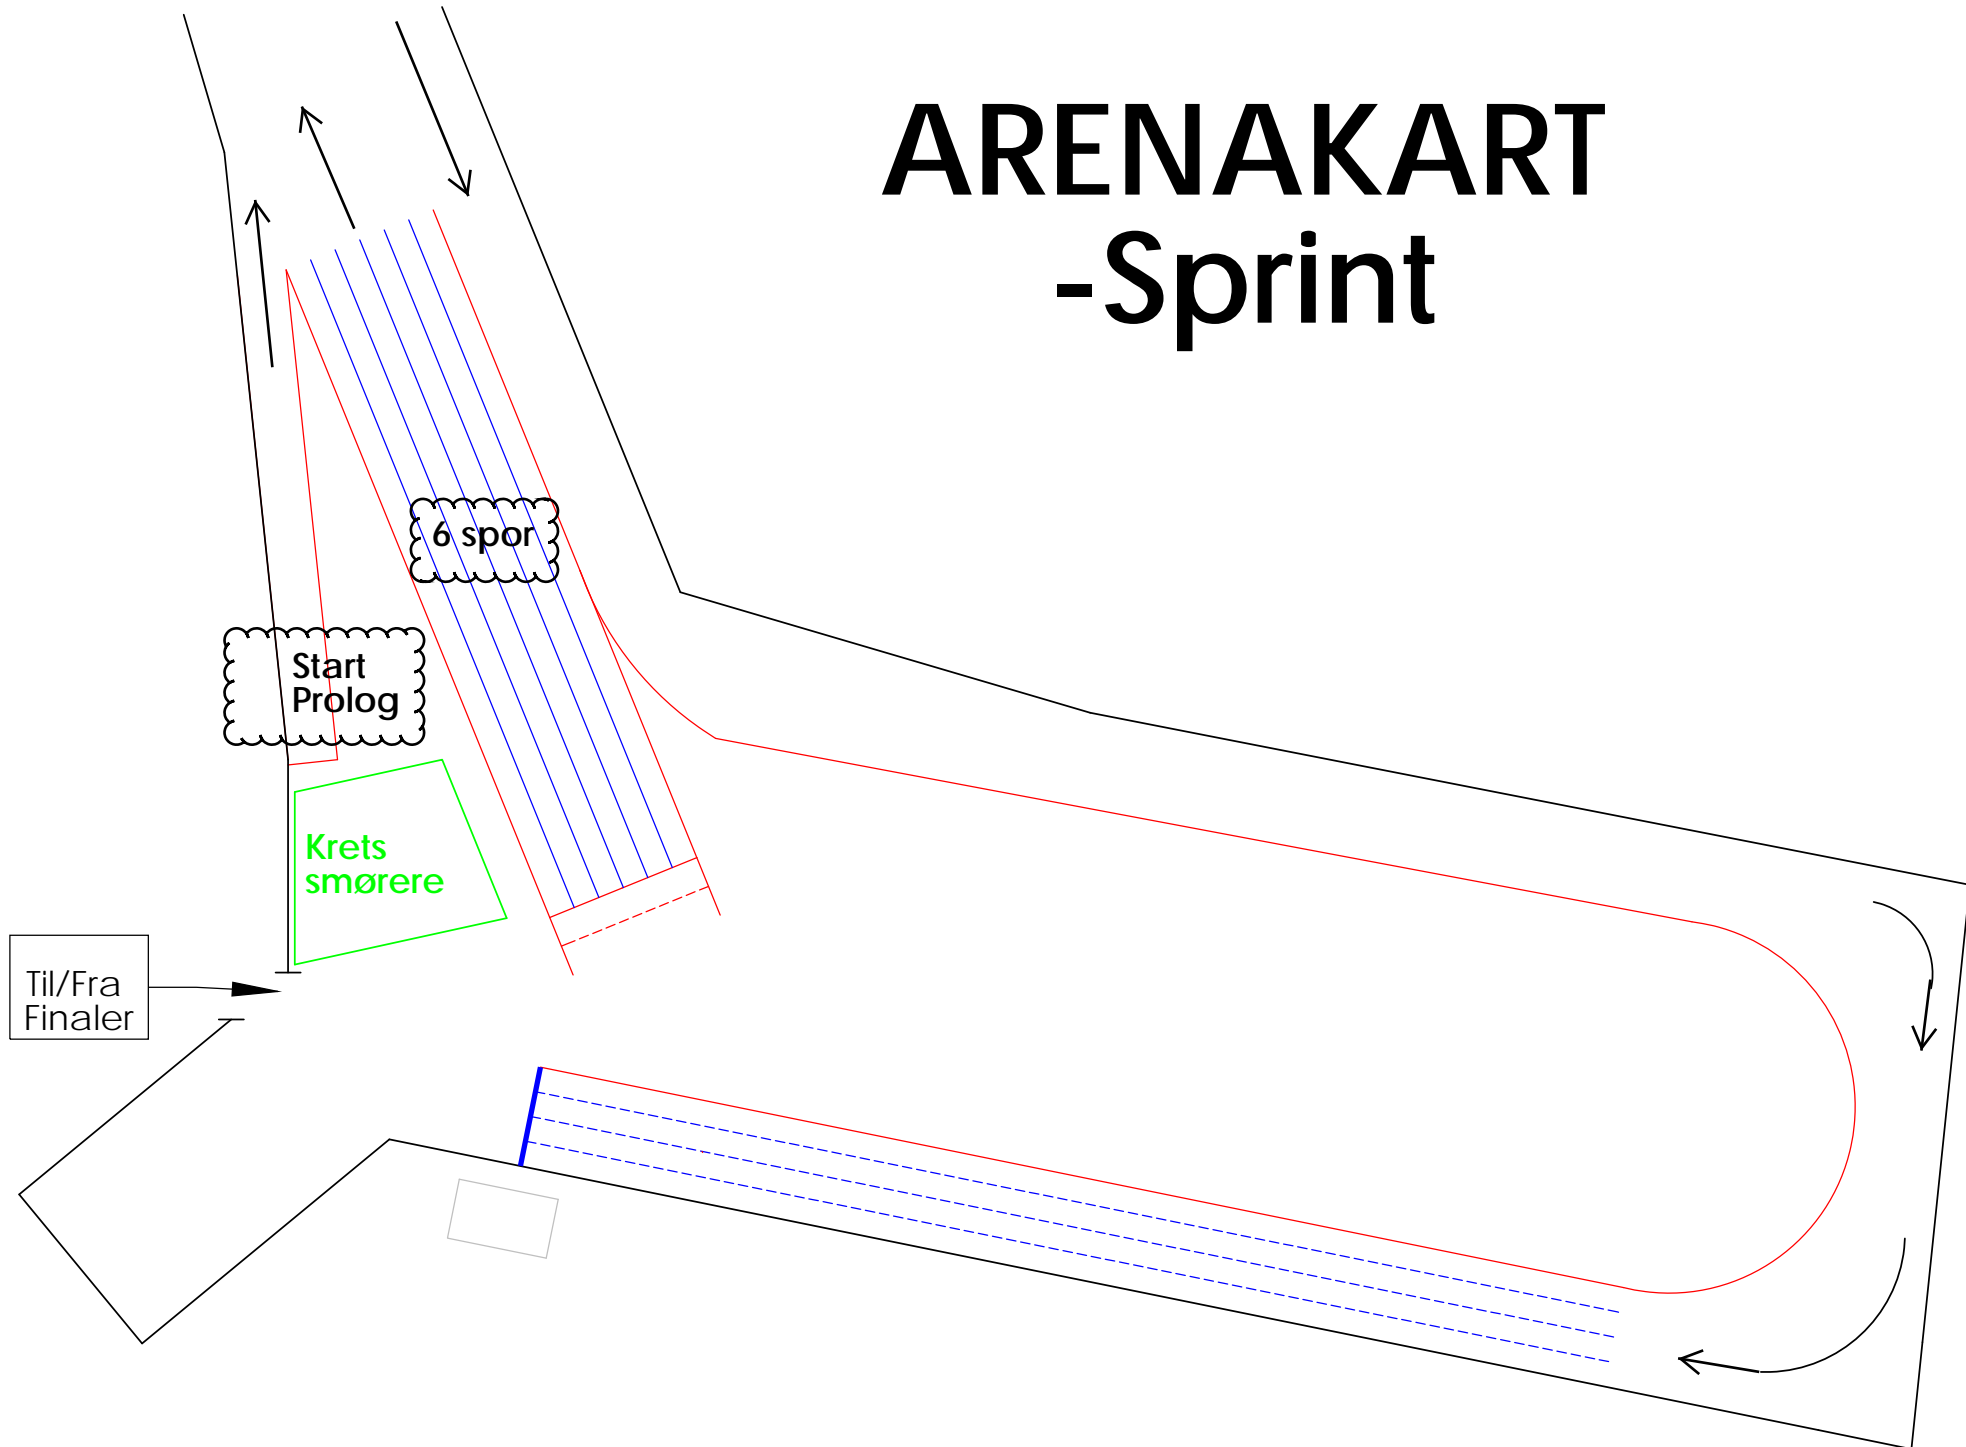 ARENAKART
-Sprint
6 spor
Start
Prolog
Krets
smørere
Til/Fra
Finaler